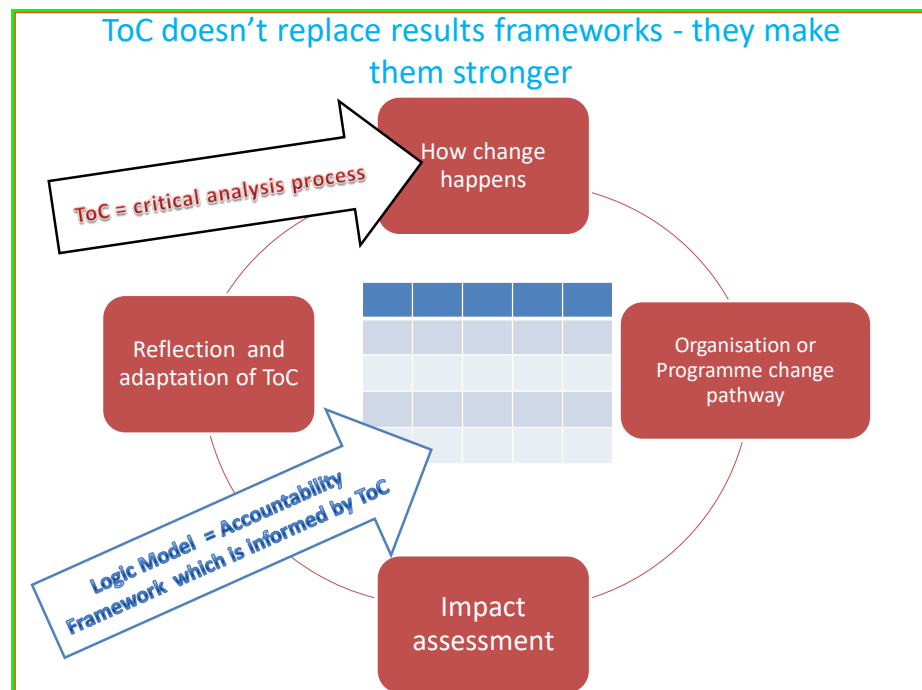 ToC doesn’t replace results frameworks - they make
them stronger
How change
happens
ToC = critical analysis process
Reflection and
adaptation of ToC
Organisation or
Programme change
pathway
Logic Model = Accountability
Framework which is informed by ToC
Impact
assessment